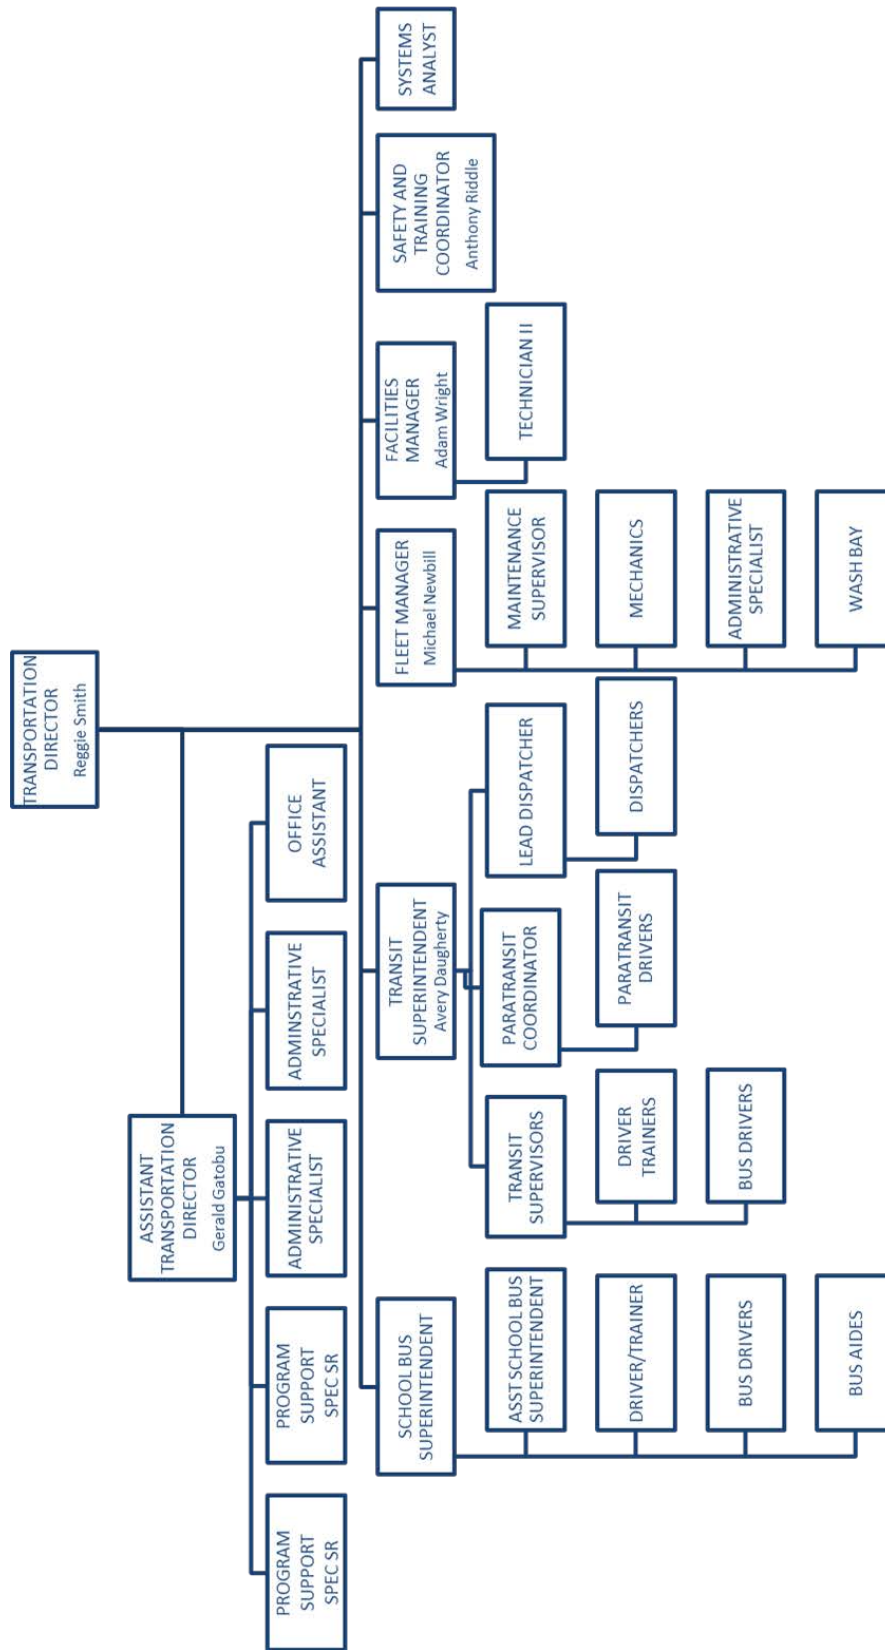 TRANSPORTATION
DIRECTOR
Reggie Smith
ASSISTANT
TRANSPORTATION
DIRECTOR
Gerald Gatobu
PROGRAM
SUPPORT
SPEC SR
PROGRAM
SUPPORT
SPEC SR
ADMINISTRATIVE
SPECIALIST
ADMINSTRATIVE
SPECIALIST
OFFICE
ASSISTANT
SCHOOL BUS
SUPERINTENDENT
ASST SCHOOL BUS
SUPERINTENDENT
DRIVER/TRAINER
BUS DRIVERS
BUS AIDES
TRANSIT
SUPERINTENDENT
Avery Daugherty
TRANSIT
SUPERVISORS
DRIVER
TRAINERS
BUS DRIVERS
PARATRANSIT
COORDINATOR
PARATRANSIT
DRIVERS
LEAD DISPATCHER
DISPATCHERS
FLEET MANAGER
Michael Newbill
MAINTENANCE
SUPERVISOR
MECHANICS
ADMINISTRATIVE
SPECIALIST
WASH BAY
FACILITIES
MANAGER
Adam Wright
TECHNICIAN II
SAFETY AND
TRAINING
COORDINATOR
Anthony Riddle
SYSTEMS
ANALYST